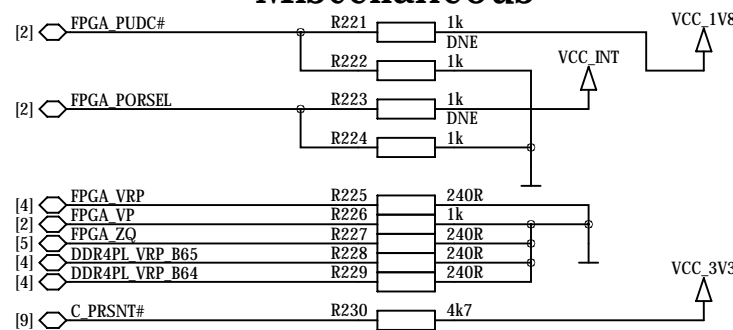 Miscellaneous
[2] FPGA_PUDC# R221 1k VCC_1V8
DNE
R222 1k VCC_INT
[2] FPGA_PORSEL R223 1k
DNE
R224 1k
[4] FPGA_VRP R225 240R
[2] FPGA_VP R226 1k
[5] FPGA_ZQ R227 240R
[4] DDR4PL_VRP_B65 R228 240R
[4] DDR4PL_VRP_B64 R229 240R
VCC_3V3
[9] C_PRSNT# R230 4k7